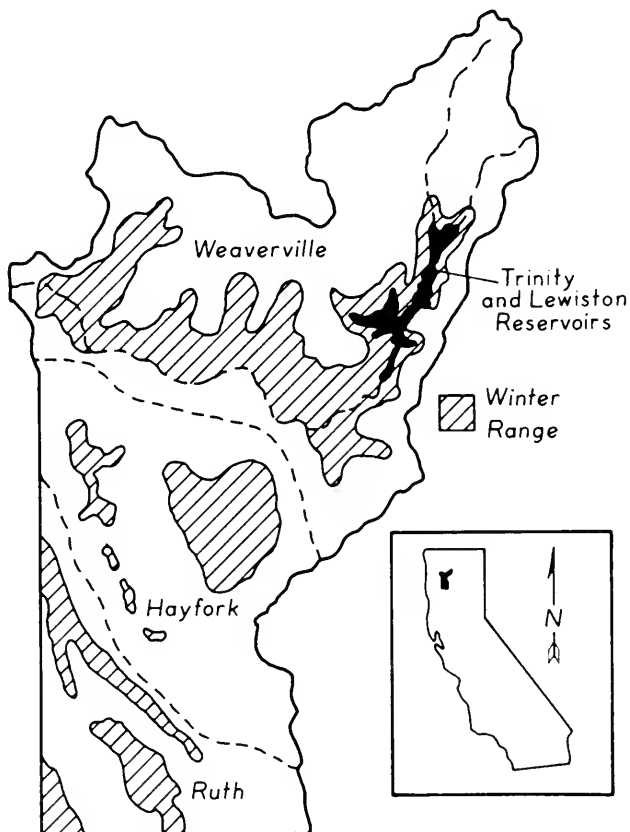 Weaverville
Trinity
and Lewiston
Reservoirs
Winter
Range
Hayfork
N
Ruth